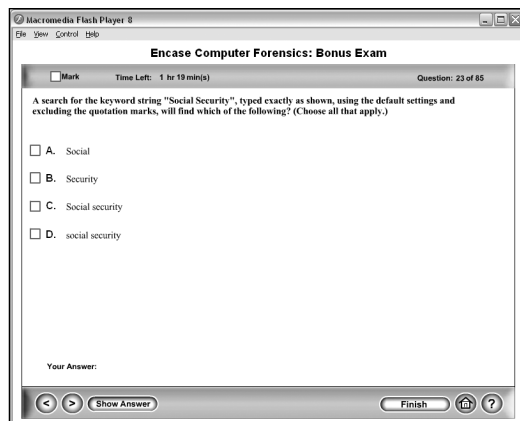 Macromedia Flash Player 8
File View Control Help
Encase Computer Forensics: Bonus Exam
Mark Time Left: 1 hr 19 min(s) Question: 23 of 85
A search for the keyword string "Social Security", typed exactly as shown, using the default settings and
excluding the quotation marks, will find which of the following? (Choose all that apply.)
A. Social
B. Security
C. Social security
D. social security
Your Answer:
< > Show Answer Finish ?